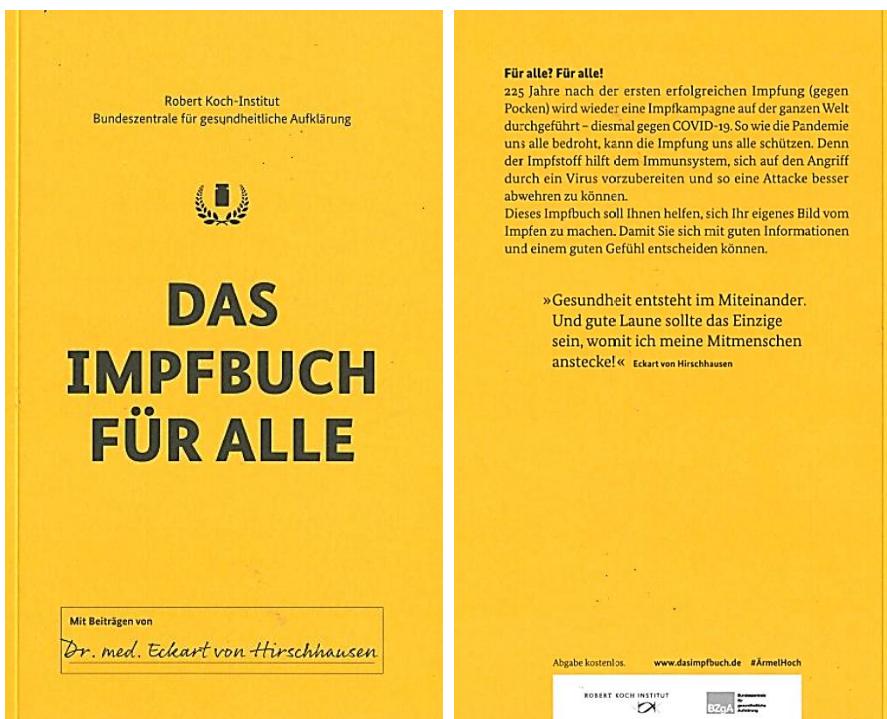 Robert Koch-Institut
Bundeszentrale für gesundheitliche Aufklärung
DAS
IMPFBUCH
FÜR ALLE
Mit Beiträgen von
Dr. med. Eckart von Hirschhausen
Für alle? Für alle!
225 Jahre nach der ersten erfolgreichen Impfung (gegen
Pocken) wird wieder eine Impfkampagne auf der ganzen Welt
durchgeführt – diesmal gegen COVID-19. So wie die Pandemie
uns alle bedroht, kann die Impfung uns alle schützen. Denn
der Impfstoff hilft dem Immunsystem, sich auf den Angriff
durch ein Virus vorzubereiten und so eine Attacke besser
abwehren zu können.
Dieses Impfbuch soll Ihnen helfen, sich Ihr eigenes Bild vom
Impfen zu machen. Damit Sie sich mit guten Informationen
und einem guten Gefühl entscheiden können.
»Gesundheit entsteht im Miteinander.
Und gute Laune sollte das Einzige
sein, womit ich meine Mitmenschen
anstecke!« Eckart von Hirschhausen
Abgabe kostenlos. www.dasimpfbuch.de #ÄrmelHoch
ROBERT KOCH INSTITUT
BZgA
Bundeszentrale
für
gesundheitliche
Aufklärung